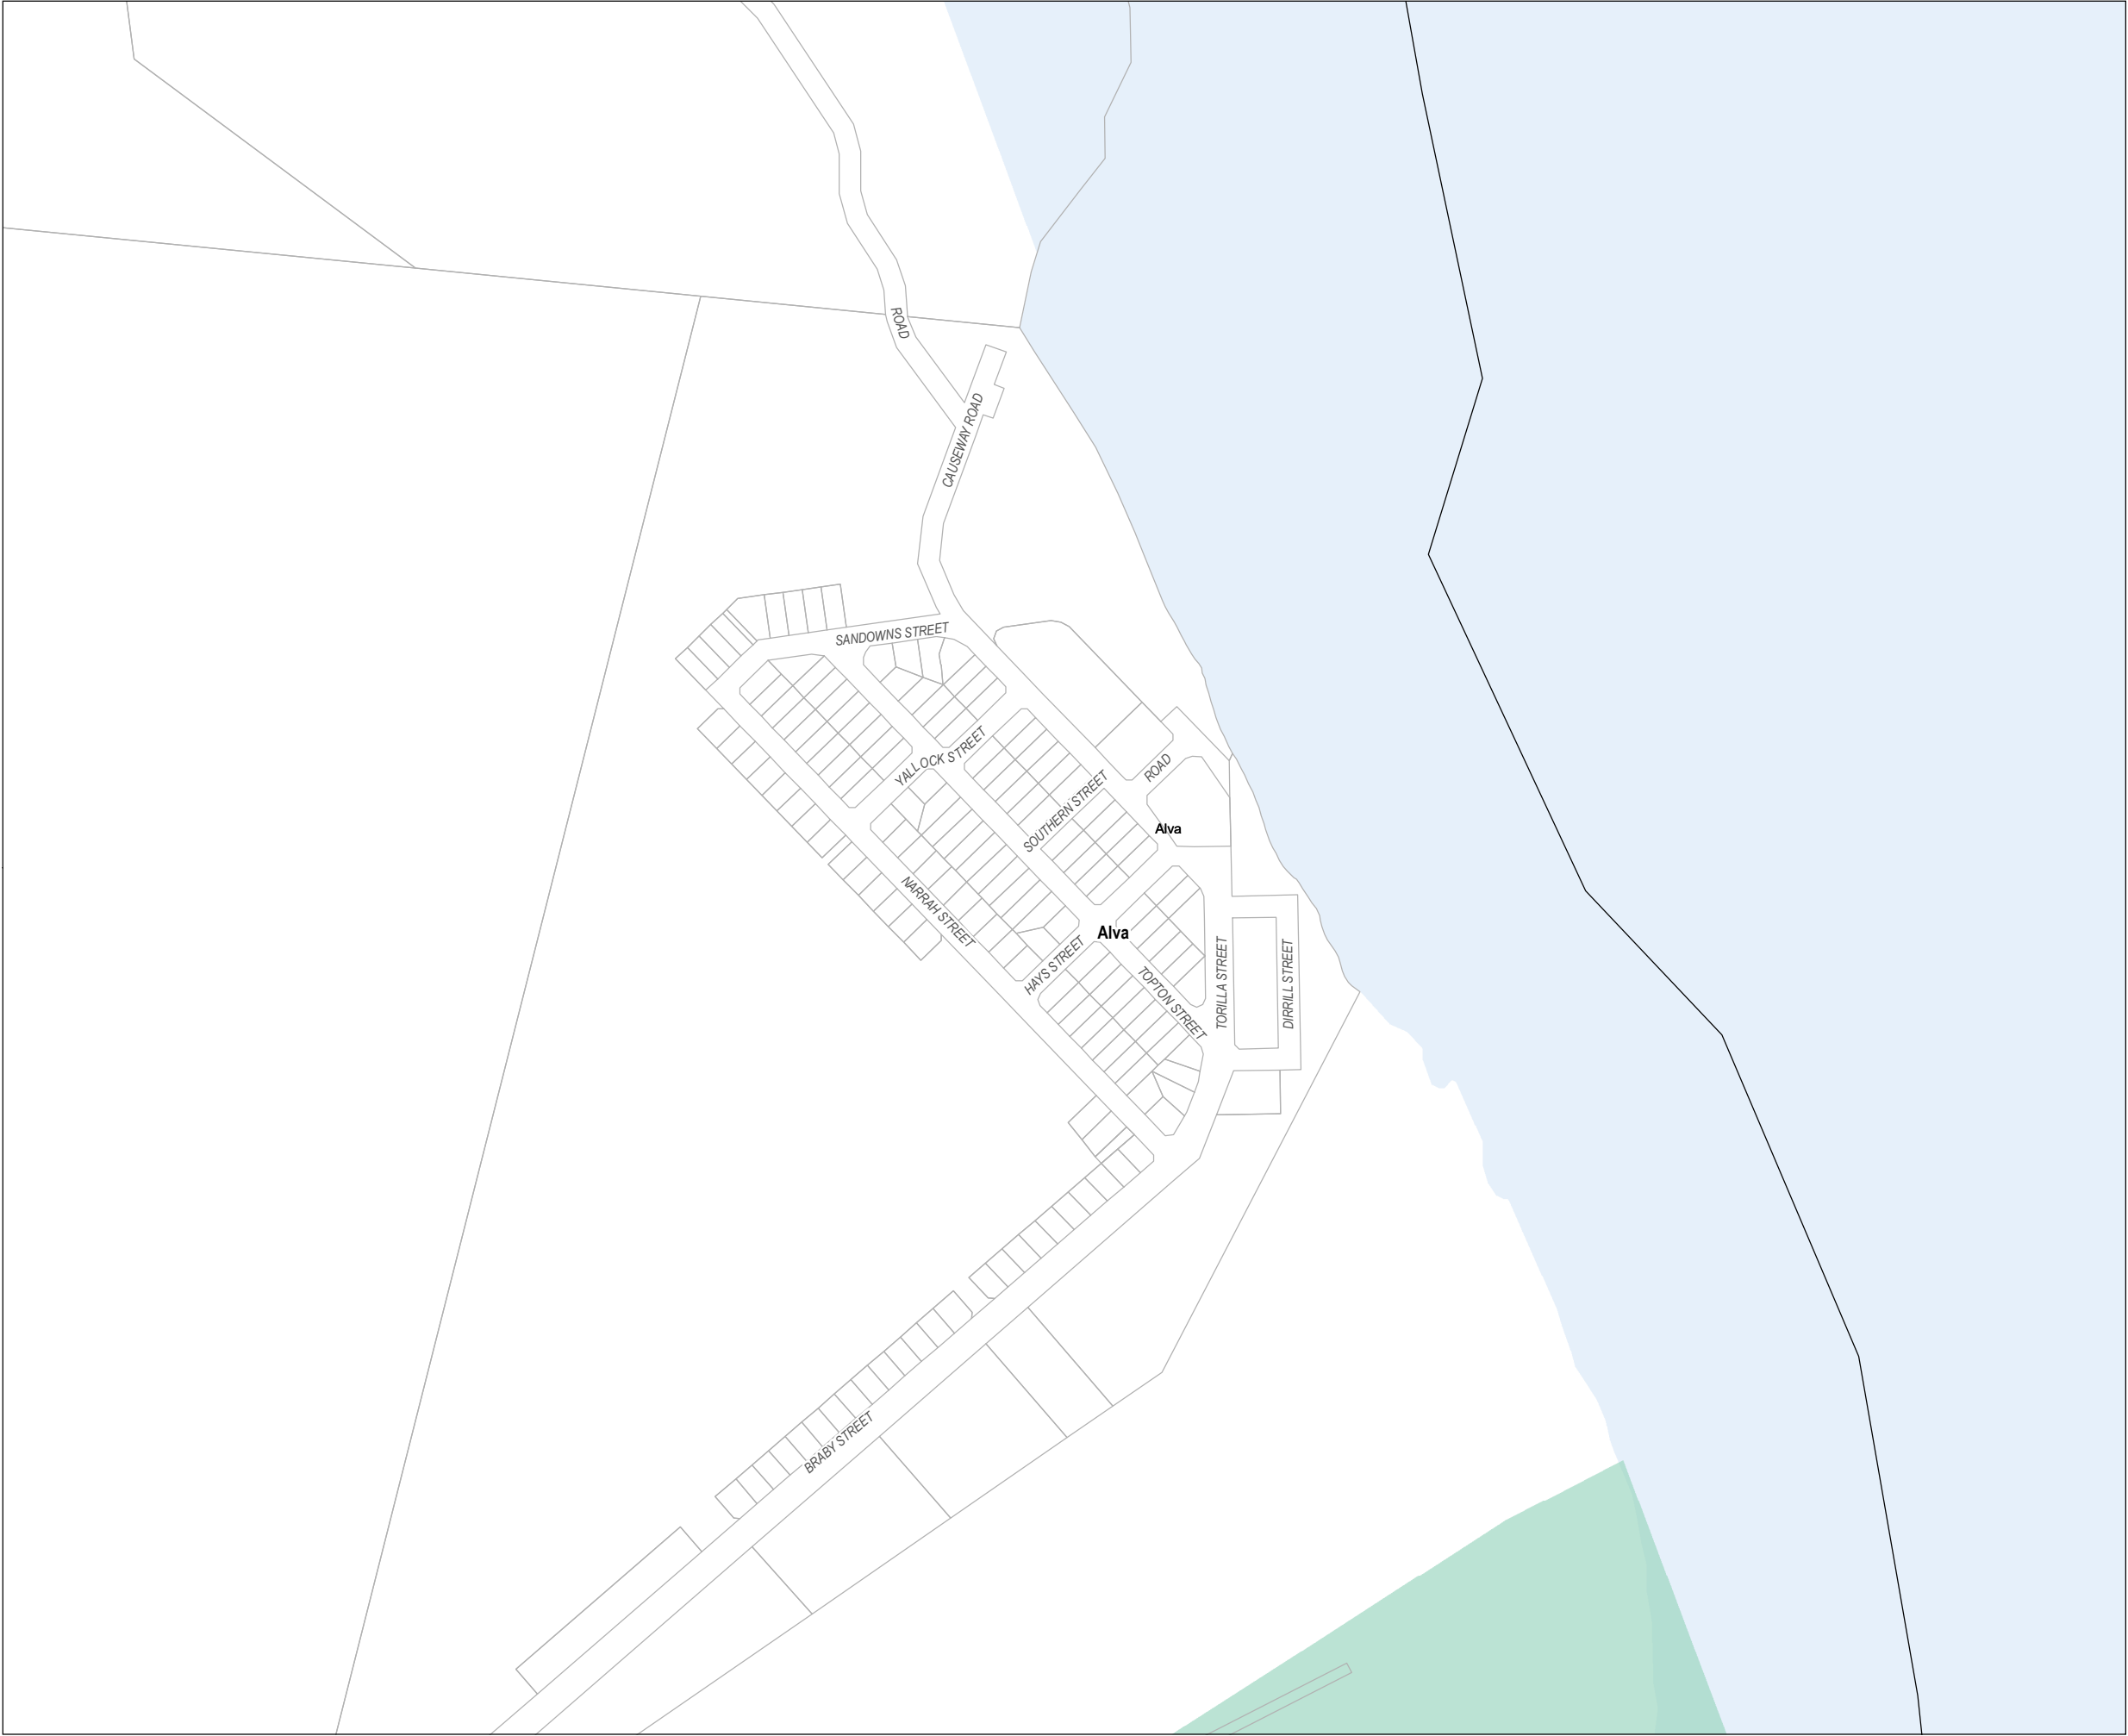 ROAD
CAUSEWAY ROAD
SANDOWNS STREET
YALLOCK STREET
ROAD
SOUTHERN STREET
Alva
NARRAH STREET
Alva
HAYS STREET
TOPTON STREET
TORILLA STREET
DIRRILL STREET
BRABY STREET